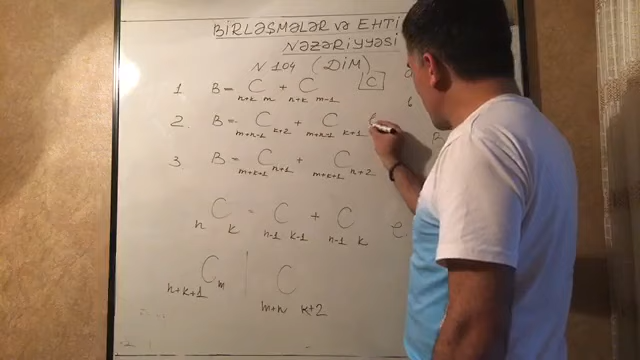 BİRLƏŞMƏLƏR VƏ EHTİ
NƏZƏRİYYƏSİ
N 104 (DİM) C
1 B = C n+k m + C n+k m-1
2. B = C m+n-1 k+2 + C m+n-1 k+1 e
3 B = C m+k+1 n+1 + C m+k+1 n+2
C n k = C n-1 k-1 + C n-1 k e
C n+k+1 m | C m+n k+2